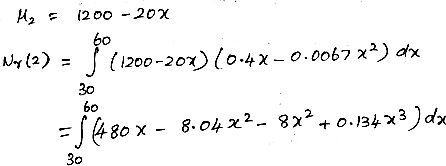 M₂ = 1200 - 20x
Nγ(2) = ∫₃₀⁶⁰ (1200-20x) (0.4x - 0.0067x²) dx
= ∫₃₀⁶⁰ (480x - 8.04x² - 8x² + 0.134x³) dx